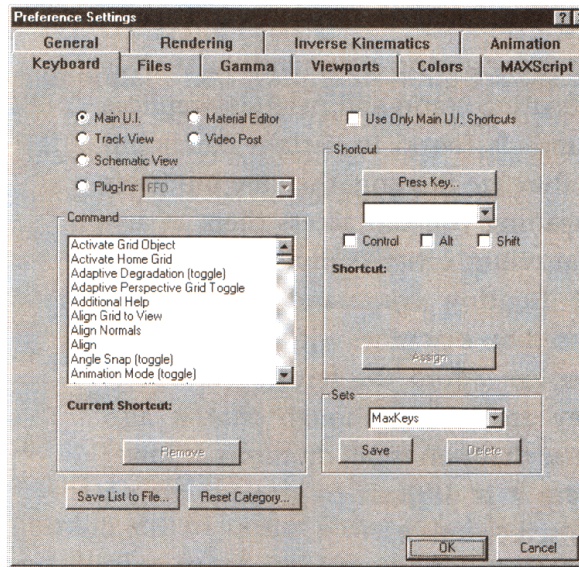 Preference Settings
General Rendering Inverse Kinematics Animation
Keyboard Files Gamma Viewports Colors MAXScript
Main U.I.
Material Editor
Track View
Video Post
Schematic View
Plug-Ins: FFD
Command
Activate Grid Object
Activate Home Grid
Adaptive Degradation (toggle)
Adaptive Perspective Grid Toggle
Additional Help
Align Grid to View
Align Normals
Align
Angle Snap (toggle)
Animation Mode (toggle)
Current Shortcut:
Remove
Save List to File...
Reset Category...
Use Only Main U.I. Shortcuts
Shortcut
Press Key...
Control Alt Shift
Shortcut:
Assign
Sets
MaxKeys
Save Delete
OK Cancel